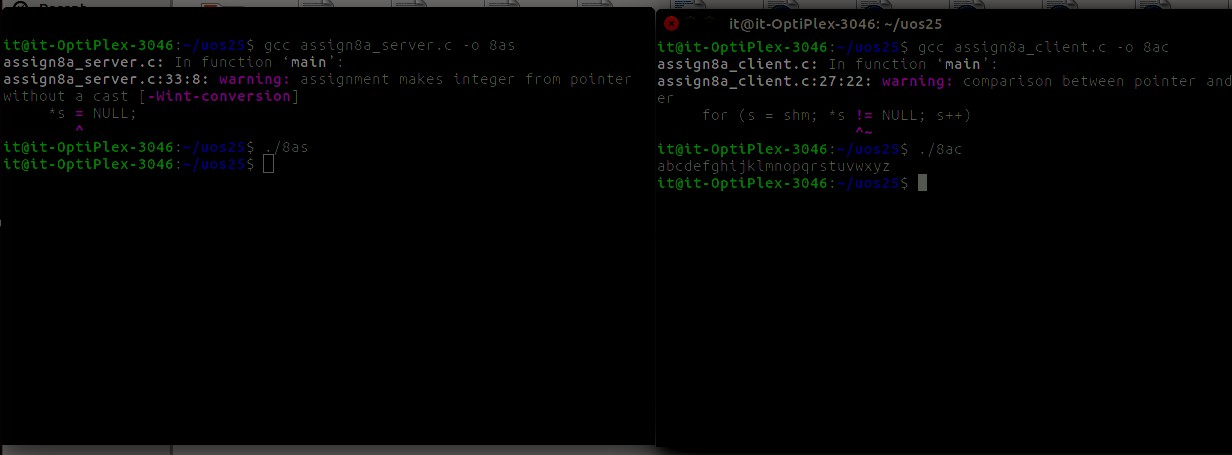 it@it-OptiPlex-3046:~/uos25$ gcc assign8a_server.c -o 8as
assign8a_server.c: In function ‘main’:
assign8a_server.c:33:8: warning: assignment makes integer from pointer
without a cast [-Wint-conversion]
*s = NULL;
^
it@it-OptiPlex-3046:~/uos25$ ./8as
it@it-OptiPlex-3046:~/uos25$
it@it-OptiPlex-3046: ~/uos25
it@it-OptiPlex-3046:~/uos25$ gcc assign8a_client.c -o 8ac
assign8a_client.c: In function ‘main’:
assign8a_client.c:27:22: warning: comparison between pointer and
er
for (s = shm; *s != NULL; s++)
^~
it@it-OptiPlex-3046:~/uos25$ ./8ac
abcdefghijklmnopqrstuvwxyz
it@it-OptiPlex-3046:~/uos25$